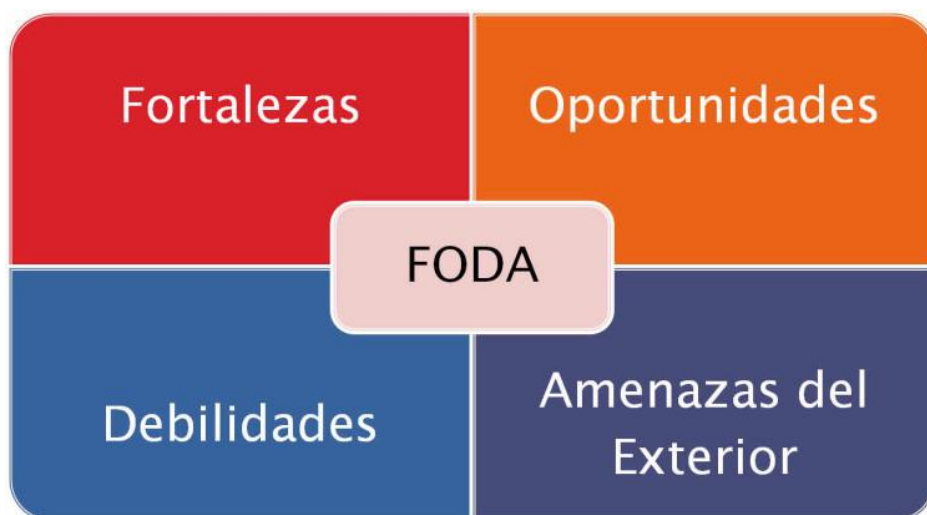 Fortalezas
Oportunidades
FODA
Debilidades
Amenazas del
Exterior